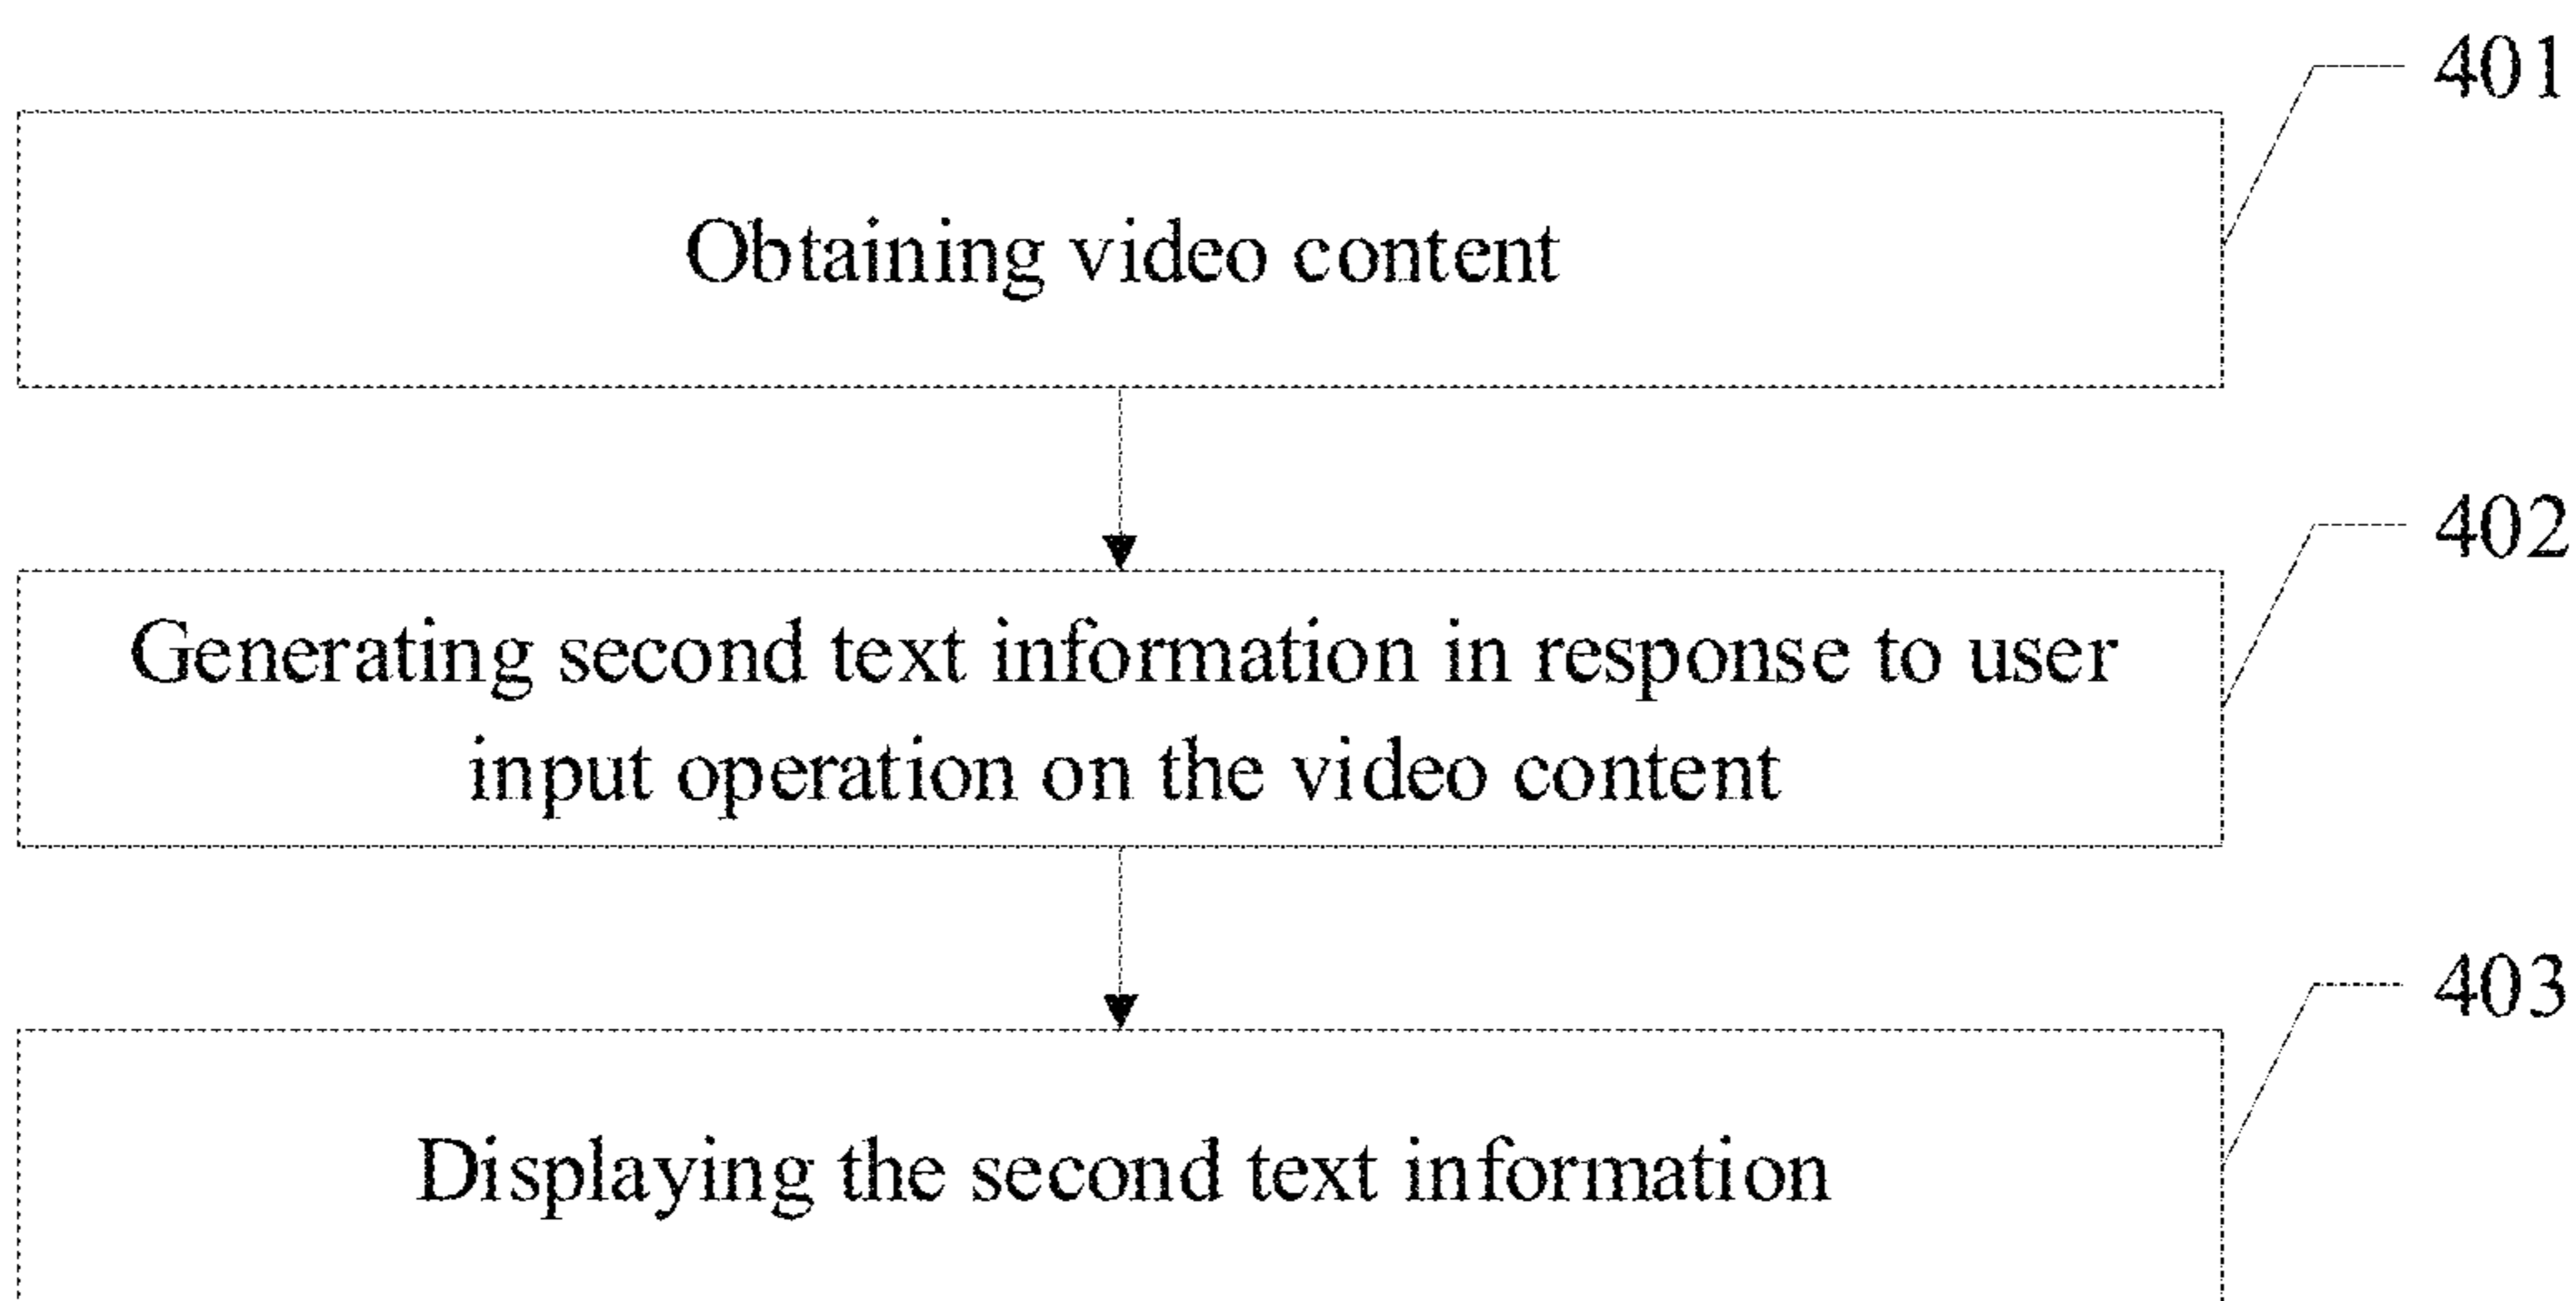 401
Obtaining video content
402
Generating second text information in response to user
input operation on the video content
403
Displaying the second text information